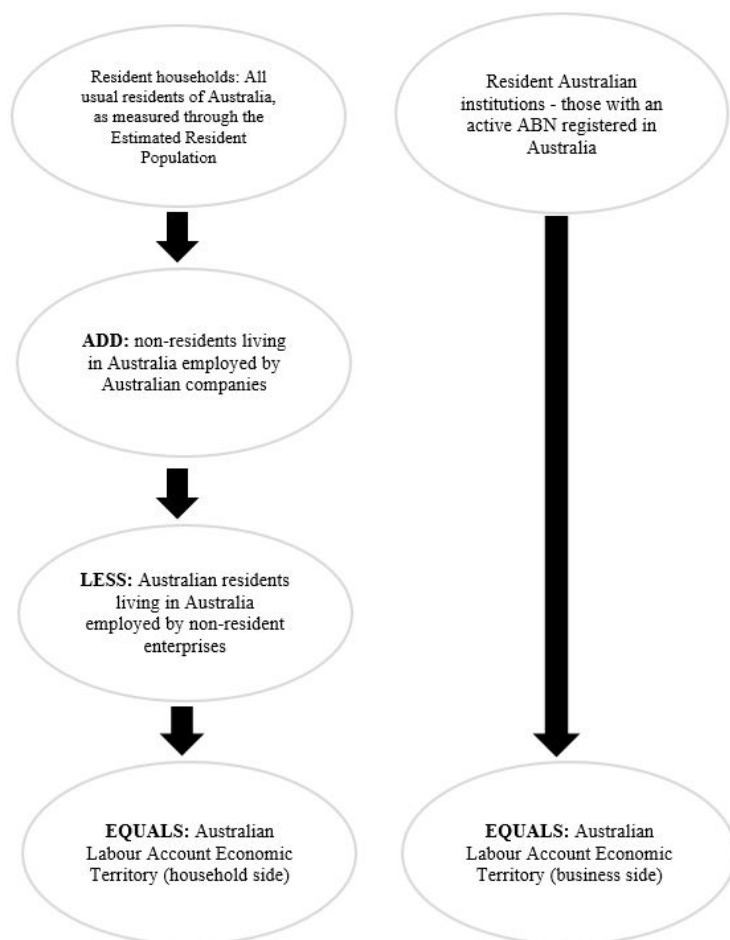 Resident households: All
usual residents of Australia,
as measured through the
Estimated Resident
Population
ADD: non-residents living
in Australia employed by
Australian companies
LESS: Australian residents
living in Australia
employed by non-resident
enterprises
EQUALS: Australian
Labour Account Economic
Territory (household side)
Resident Australian
institutions - those with an
active ABN registered in
Australia
EQUALS: Australian
Labour Account Economic
Territory (business side)